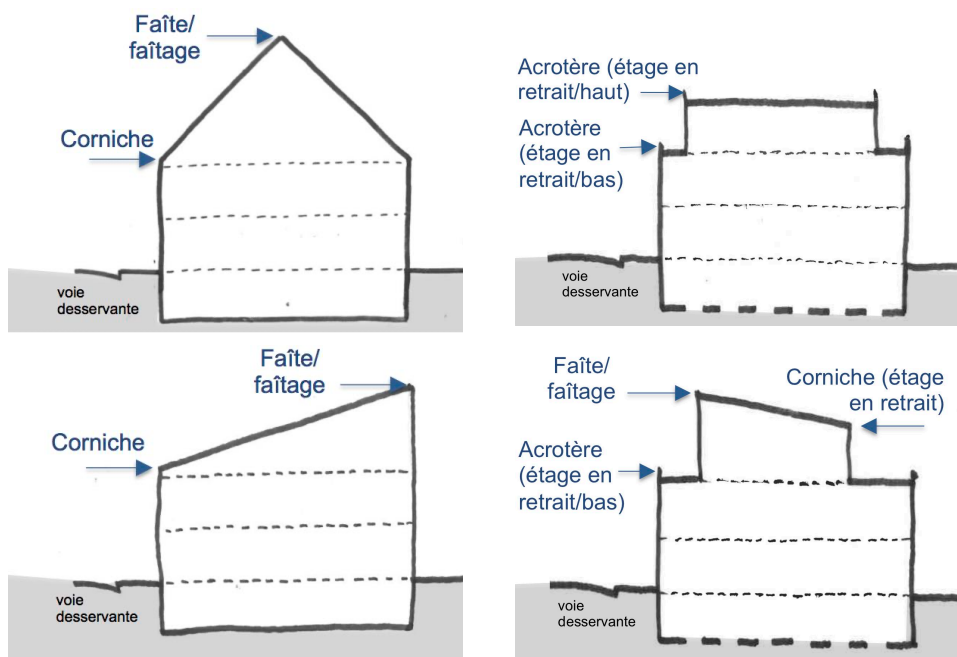 Faîte/
faîtage
Corniche
voie
desservante
Acrotère (étage en
retrait/haut)
Acrotère
(étage en
retrait/bas)
voie
desservante
Faîte/
faîtage
Corniche
voie
desservante
Faîte/
faîtage
Corniche (étage
en retrait)
Acrotère
(étage en
retrait/bas)
voie
desservante